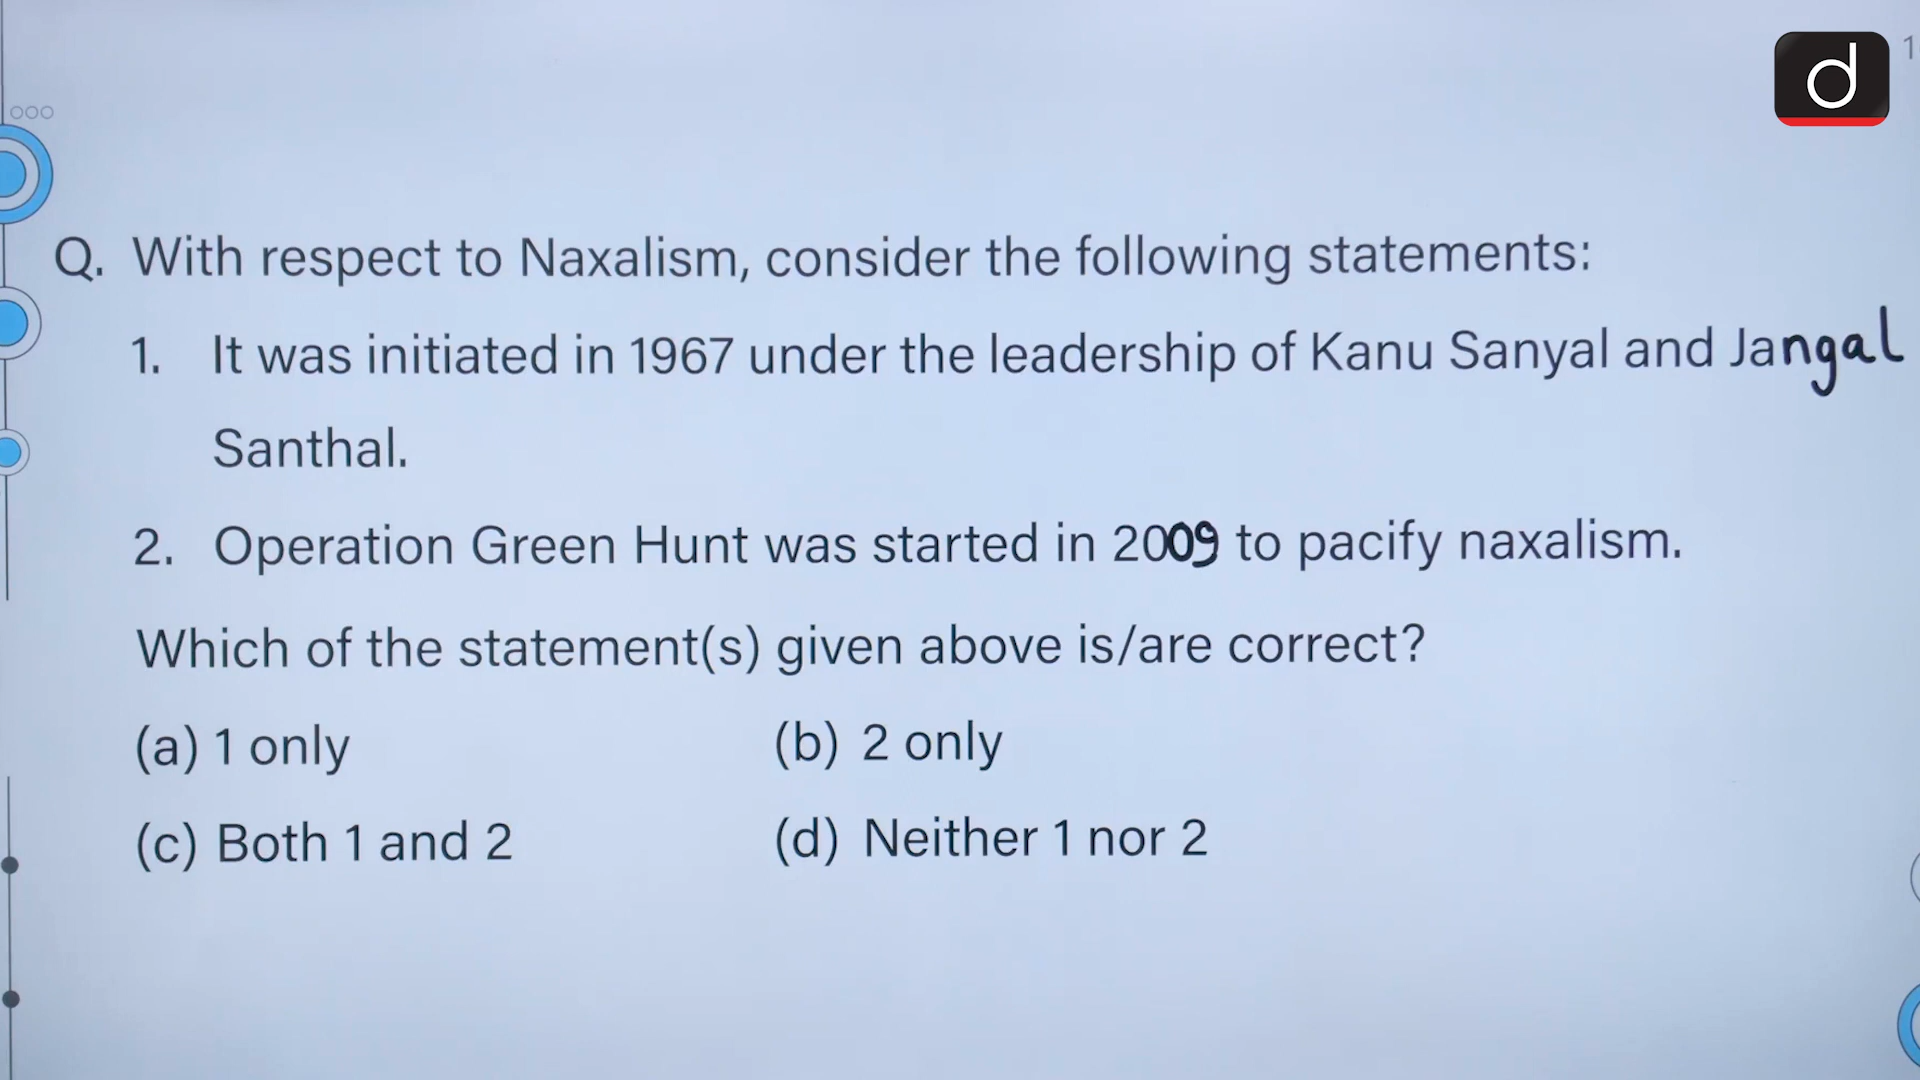 d
1
Q. With respect to Naxalism, consider the following statements:
1. It was initiated in 1967 under the leadership of Kanu Sanyal and Jangal
Santhal.
2. Operation Green Hunt was started in 2009 to pacify naxalism.
Which of the statement(s) given above is/are correct?
(a) 1 only (b) 2 only
(c) Both 1 and 2 (d) Neither 1 nor 2